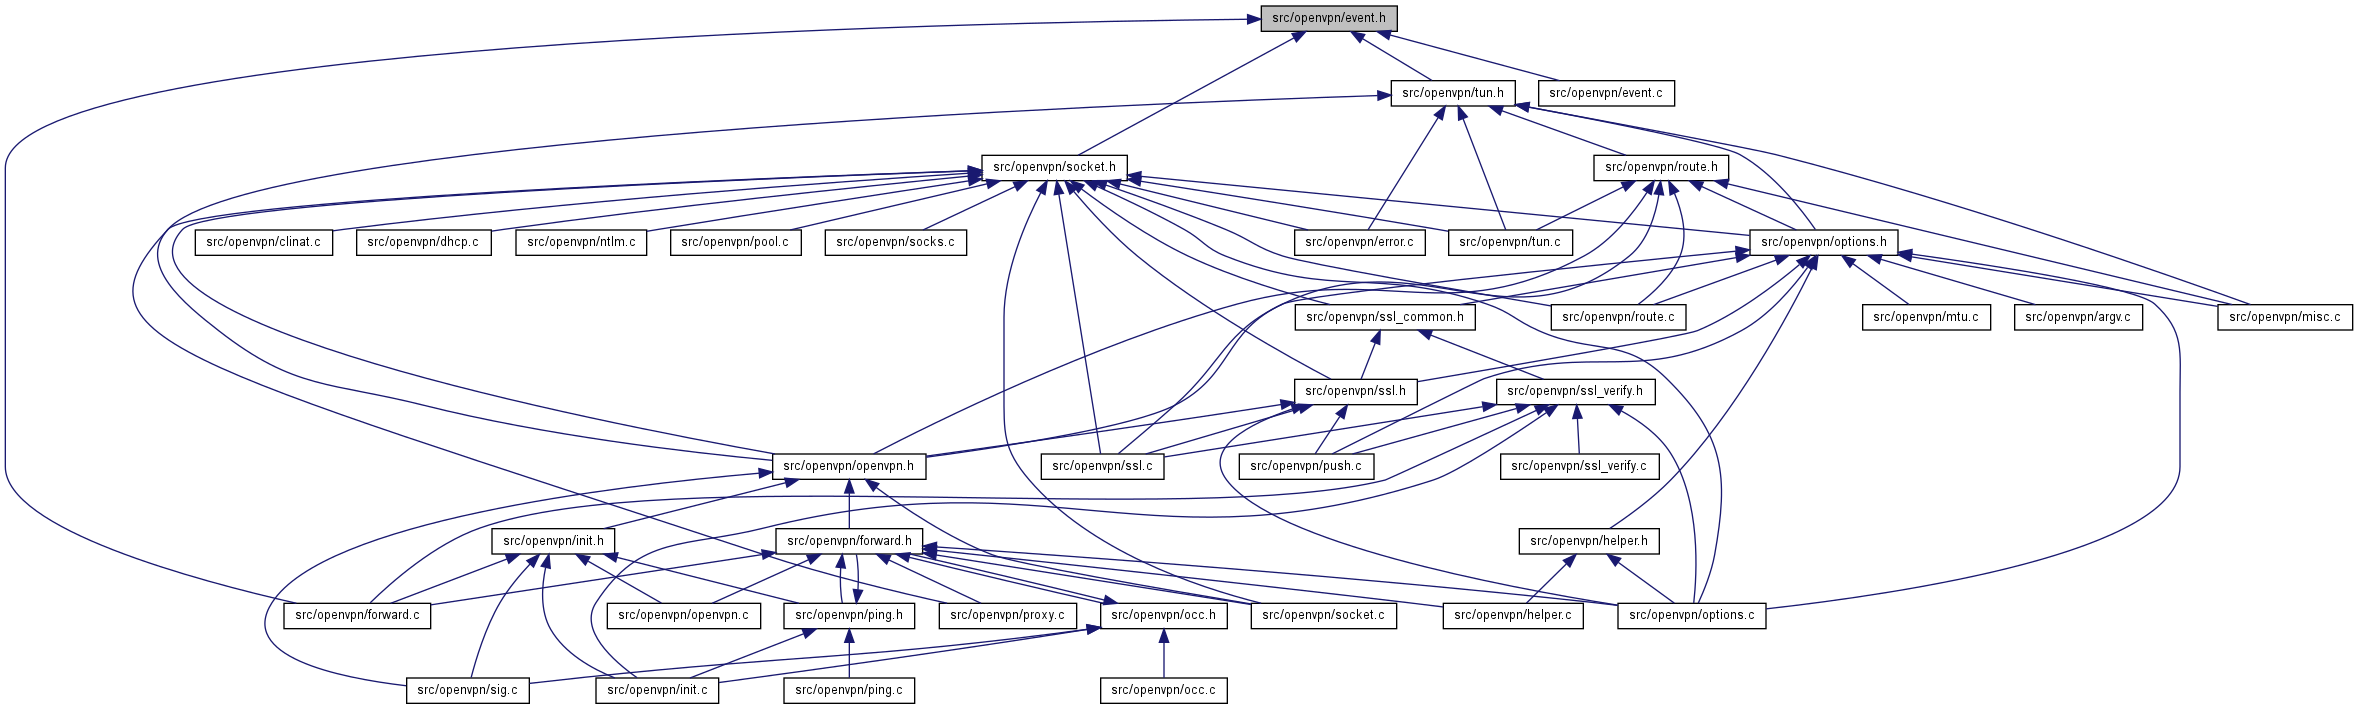 src/openvpn/event.h
src/openvpn/tun.h
src/openvpn/event.c
src/openvpn/socket.h
src/openvpn/route.h
src/openvpn/clinat.c
src/openvpn/dhcp.c
src/openvpn/ntlm.c
src/openvpn/pool.c
src/openvpn/socks.c
src/openvpn/error.c
src/openvpn/tun.c
src/openvpn/options.h
src/openvpn/ssl_common.h
src/openvpn/route.c
src/openvpn/mtu.c
src/openvpn/argv.c
src/openvpn/misc.c
src/openvpn/ssl.h
src/openvpn/ssl_verify.h
src/openvpn/openvpn.h
src/openvpn/ssl.c
src/openvpn/push.c
src/openvpn/ssl_verify.c
src/openvpn/init.h
src/openvpn/forward.h
src/openvpn/helper.h
src/openvpn/forward.c
src/openvpn/openvpn.c
src/openvpn/ping.h
src/openvpn/proxy.c
src/openvpn/occ.h
src/openvpn/socket.c
src/openvpn/helper.c
src/openvpn/options.c
src/openvpn/sig.c
src/openvpn/init.c
src/openvpn/ping.c
src/openvpn/occ.c